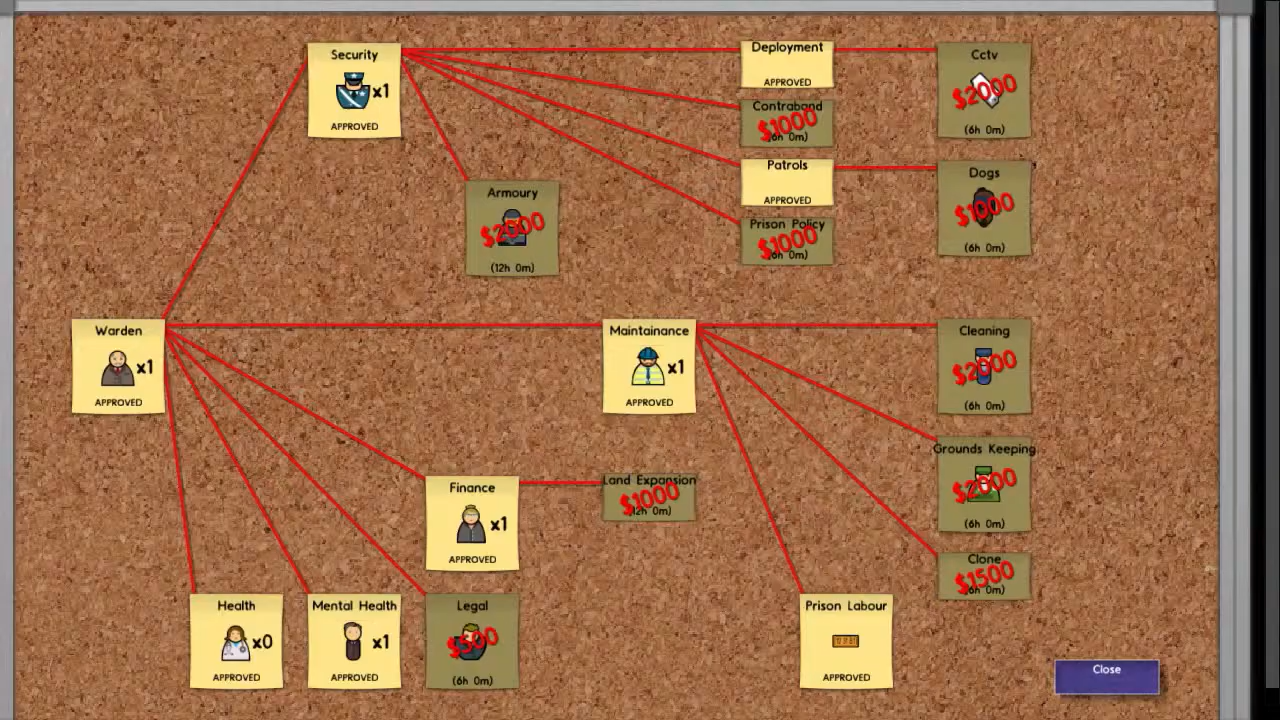 Security
x1
APPROVED
Deployment
APPROVED
Cctv
$2000
(6h 0m)
Contraband
$1000
(6h 0m)
Patrols
APPROVED
Dogs
$1000
(6h 0m)
Armoury
$2000
(12h 0m)
Prison Policy
$1000
(6h 0m)
Warden
x1
APPROVED
Maintainance
x1
APPROVED
Cleaning
$2000
(6h 0m)
Grounds Keeping
$2000
(6h 0m)
Finance
x1
APPROVED
Land Expansion
$1000
(12h 0m)
Clone
$1500
(6h 0m)
Health
x0
APPROVED
Mental Health
x1
APPROVED
Legal
$500
(6h 0m)
Prison Labour
APPROVED
Close